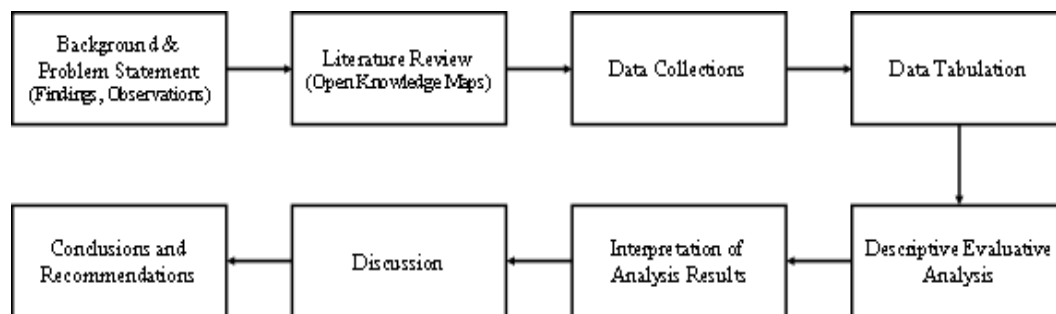 Background &
Problem Statement
(Findings, Observations)
Literature Review
(Open Knowledge Maps)
Data Collections
Data Tabulation
Descriptive Evaluative
Analysis
Interpretation of
Analysis Results
Discussion
Conclusions and
Recommendations